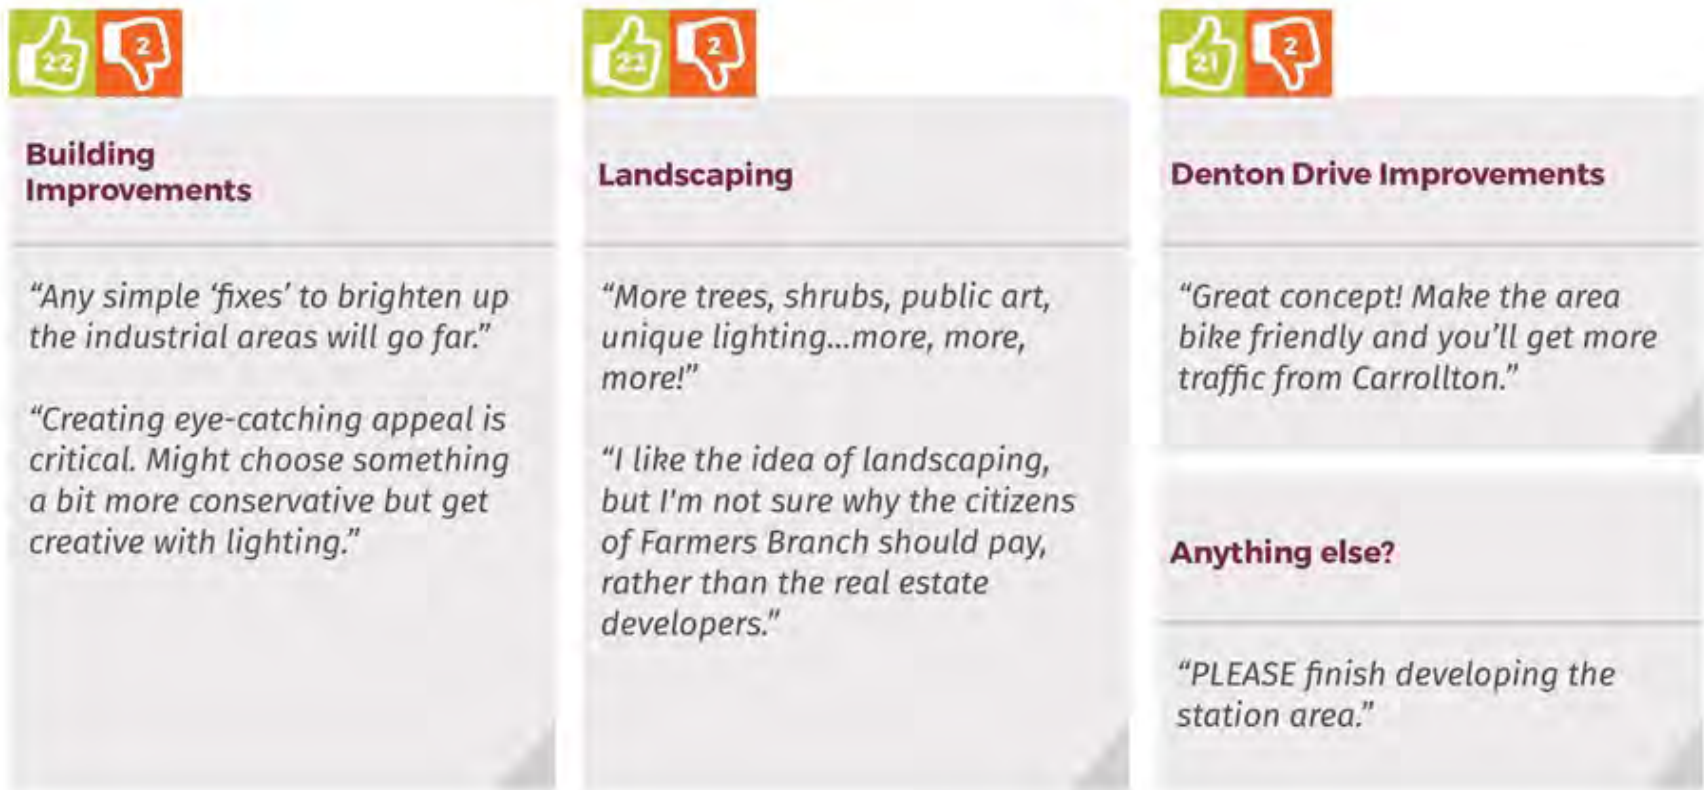 22
2
Building
Improvements
“Any simple ‘fixes’ to brighten up
the industrial areas will go far.”
“Creating eye-catching appeal is
critical. Might choose something
a bit more conservative but get
creative with lighting.”
22
2
Landscaping
“More trees, shrubs, public art,
unique lighting...more, more,
more!”
“I like the idea of landscaping,
but I'm not sure why the citizens
of Farmers Branch should pay,
rather than the real estate
developers.”
21
2
Denton Drive Improvements
“Great concept! Make the area
bike friendly and you’ll get more
traffic from Carrollton.”
Anything else?
“PLEASE finish developing the
station area.”